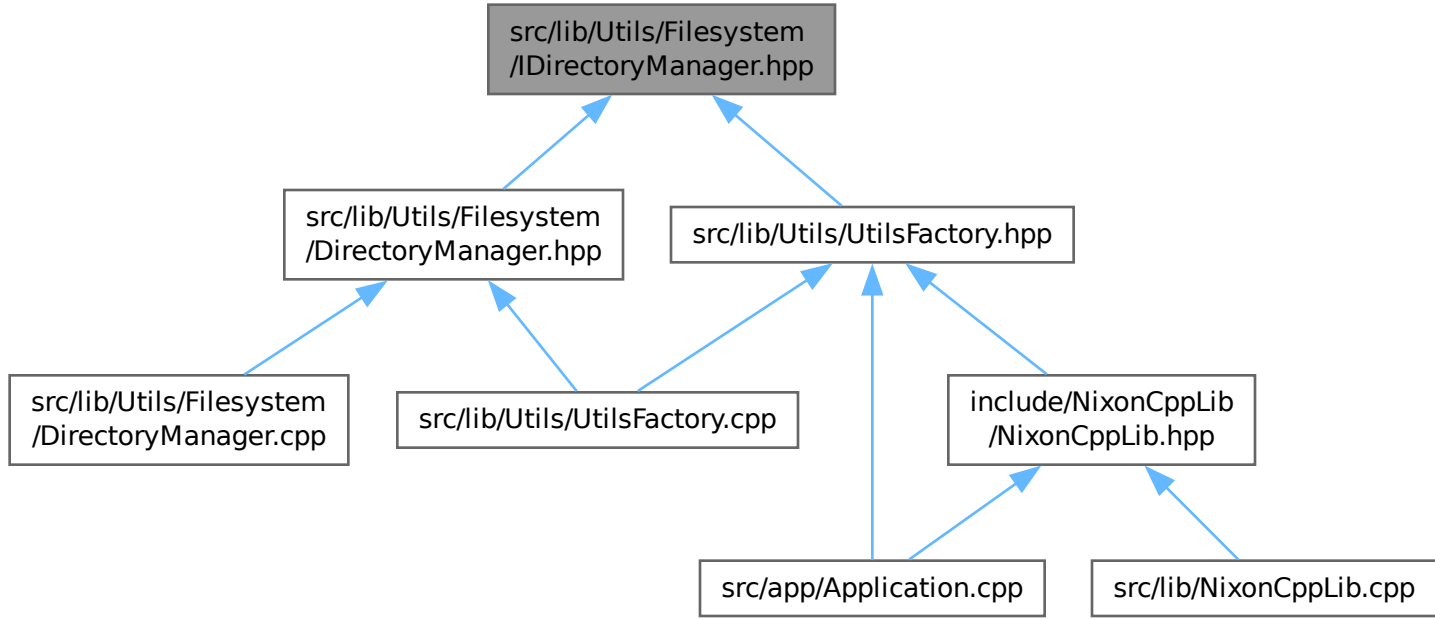 src/lib/Utils/Filesystem
/IDirectoryManager.hpp
src/lib/Utils/Filesystem
/DirectoryManager.hpp
src/lib/Utils/UtilsFactory.hpp
src/lib/Utils/Filesystem
/DirectoryManager.cpp
src/lib/Utils/UtilsFactory.cpp
include/NixonCppLib
/NixonCppLib.hpp
src/app/Application.cpp
src/lib/NixonCppLib.cpp